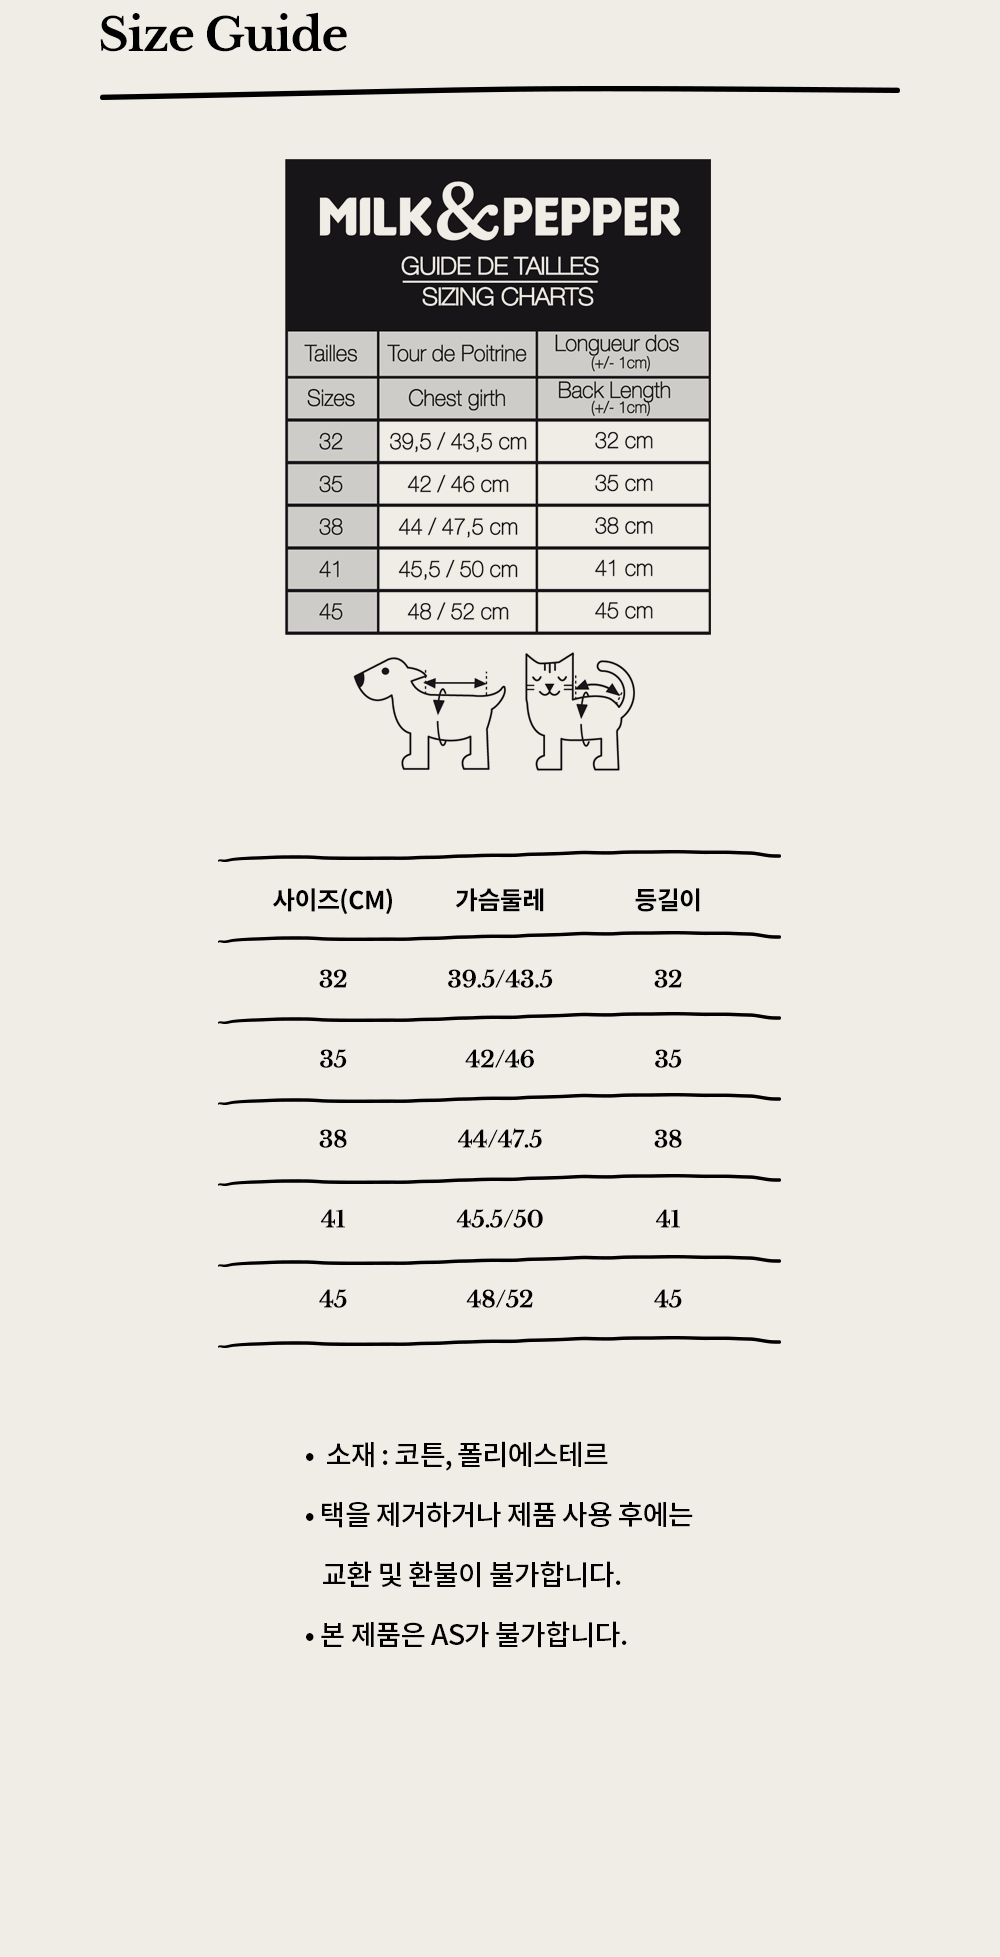 Size Guide
MILK&PEPPER
GUIDE DE TAILLES
SIZING CHARTS
Tailles Tour de Poitrine Longueur dos (+/- 1cm)
Sizes Chest girth Back Length (+/- 1cm)
32 39,5 / 43,5 cm 32 cm
35 42 / 46 cm 35 cm
38 44 / 47,5 cm 38 cm
41 45,5 / 50 cm 41 cm
45 48 / 52 cm 45 cm
사이즈(CM) 가슴둘레 등길이
32 39.5/43.5 32
35 42/46 35
38 44/47.5 38
41 45.5/50 41
45 48/52 45
• 소재 : 코튼, 폴리에스테르
• 택을 제거하거나 제품 사용 후에는
교환 및 환불이 불가합니다.
• 본 제품은 AS가 불가합니다.